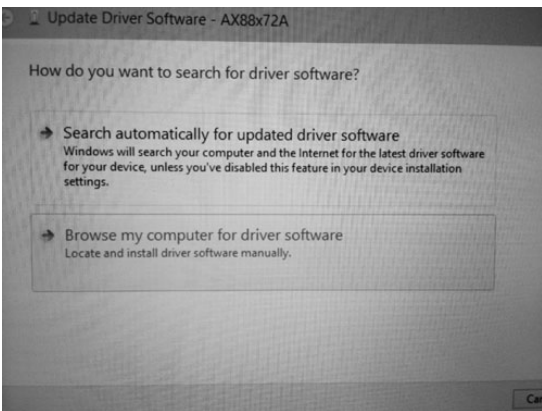 Update Driver Software - AX88x72A
How do you want to search for driver software?
Search automatically for updated driver software
Windows will search your computer and the Internet for the latest driver software
for your device, unless you've disabled this feature in your device installation
settings.
Browse my computer for driver software
Locate and install driver software manually.